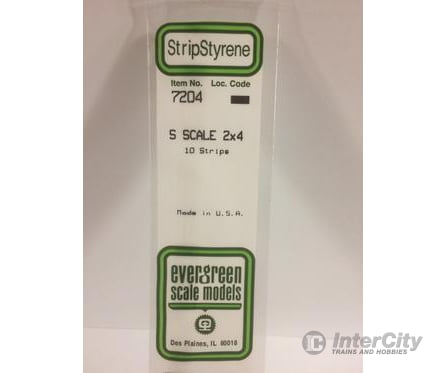 StripStyrene
Item No. Loc. Code
7204
S SCALE 2x4
10 Strips
Made in U.S.A.
evergreen
scale models
Des Plaines, IL 60018
InterCity
TRAINS AND HOBBIES